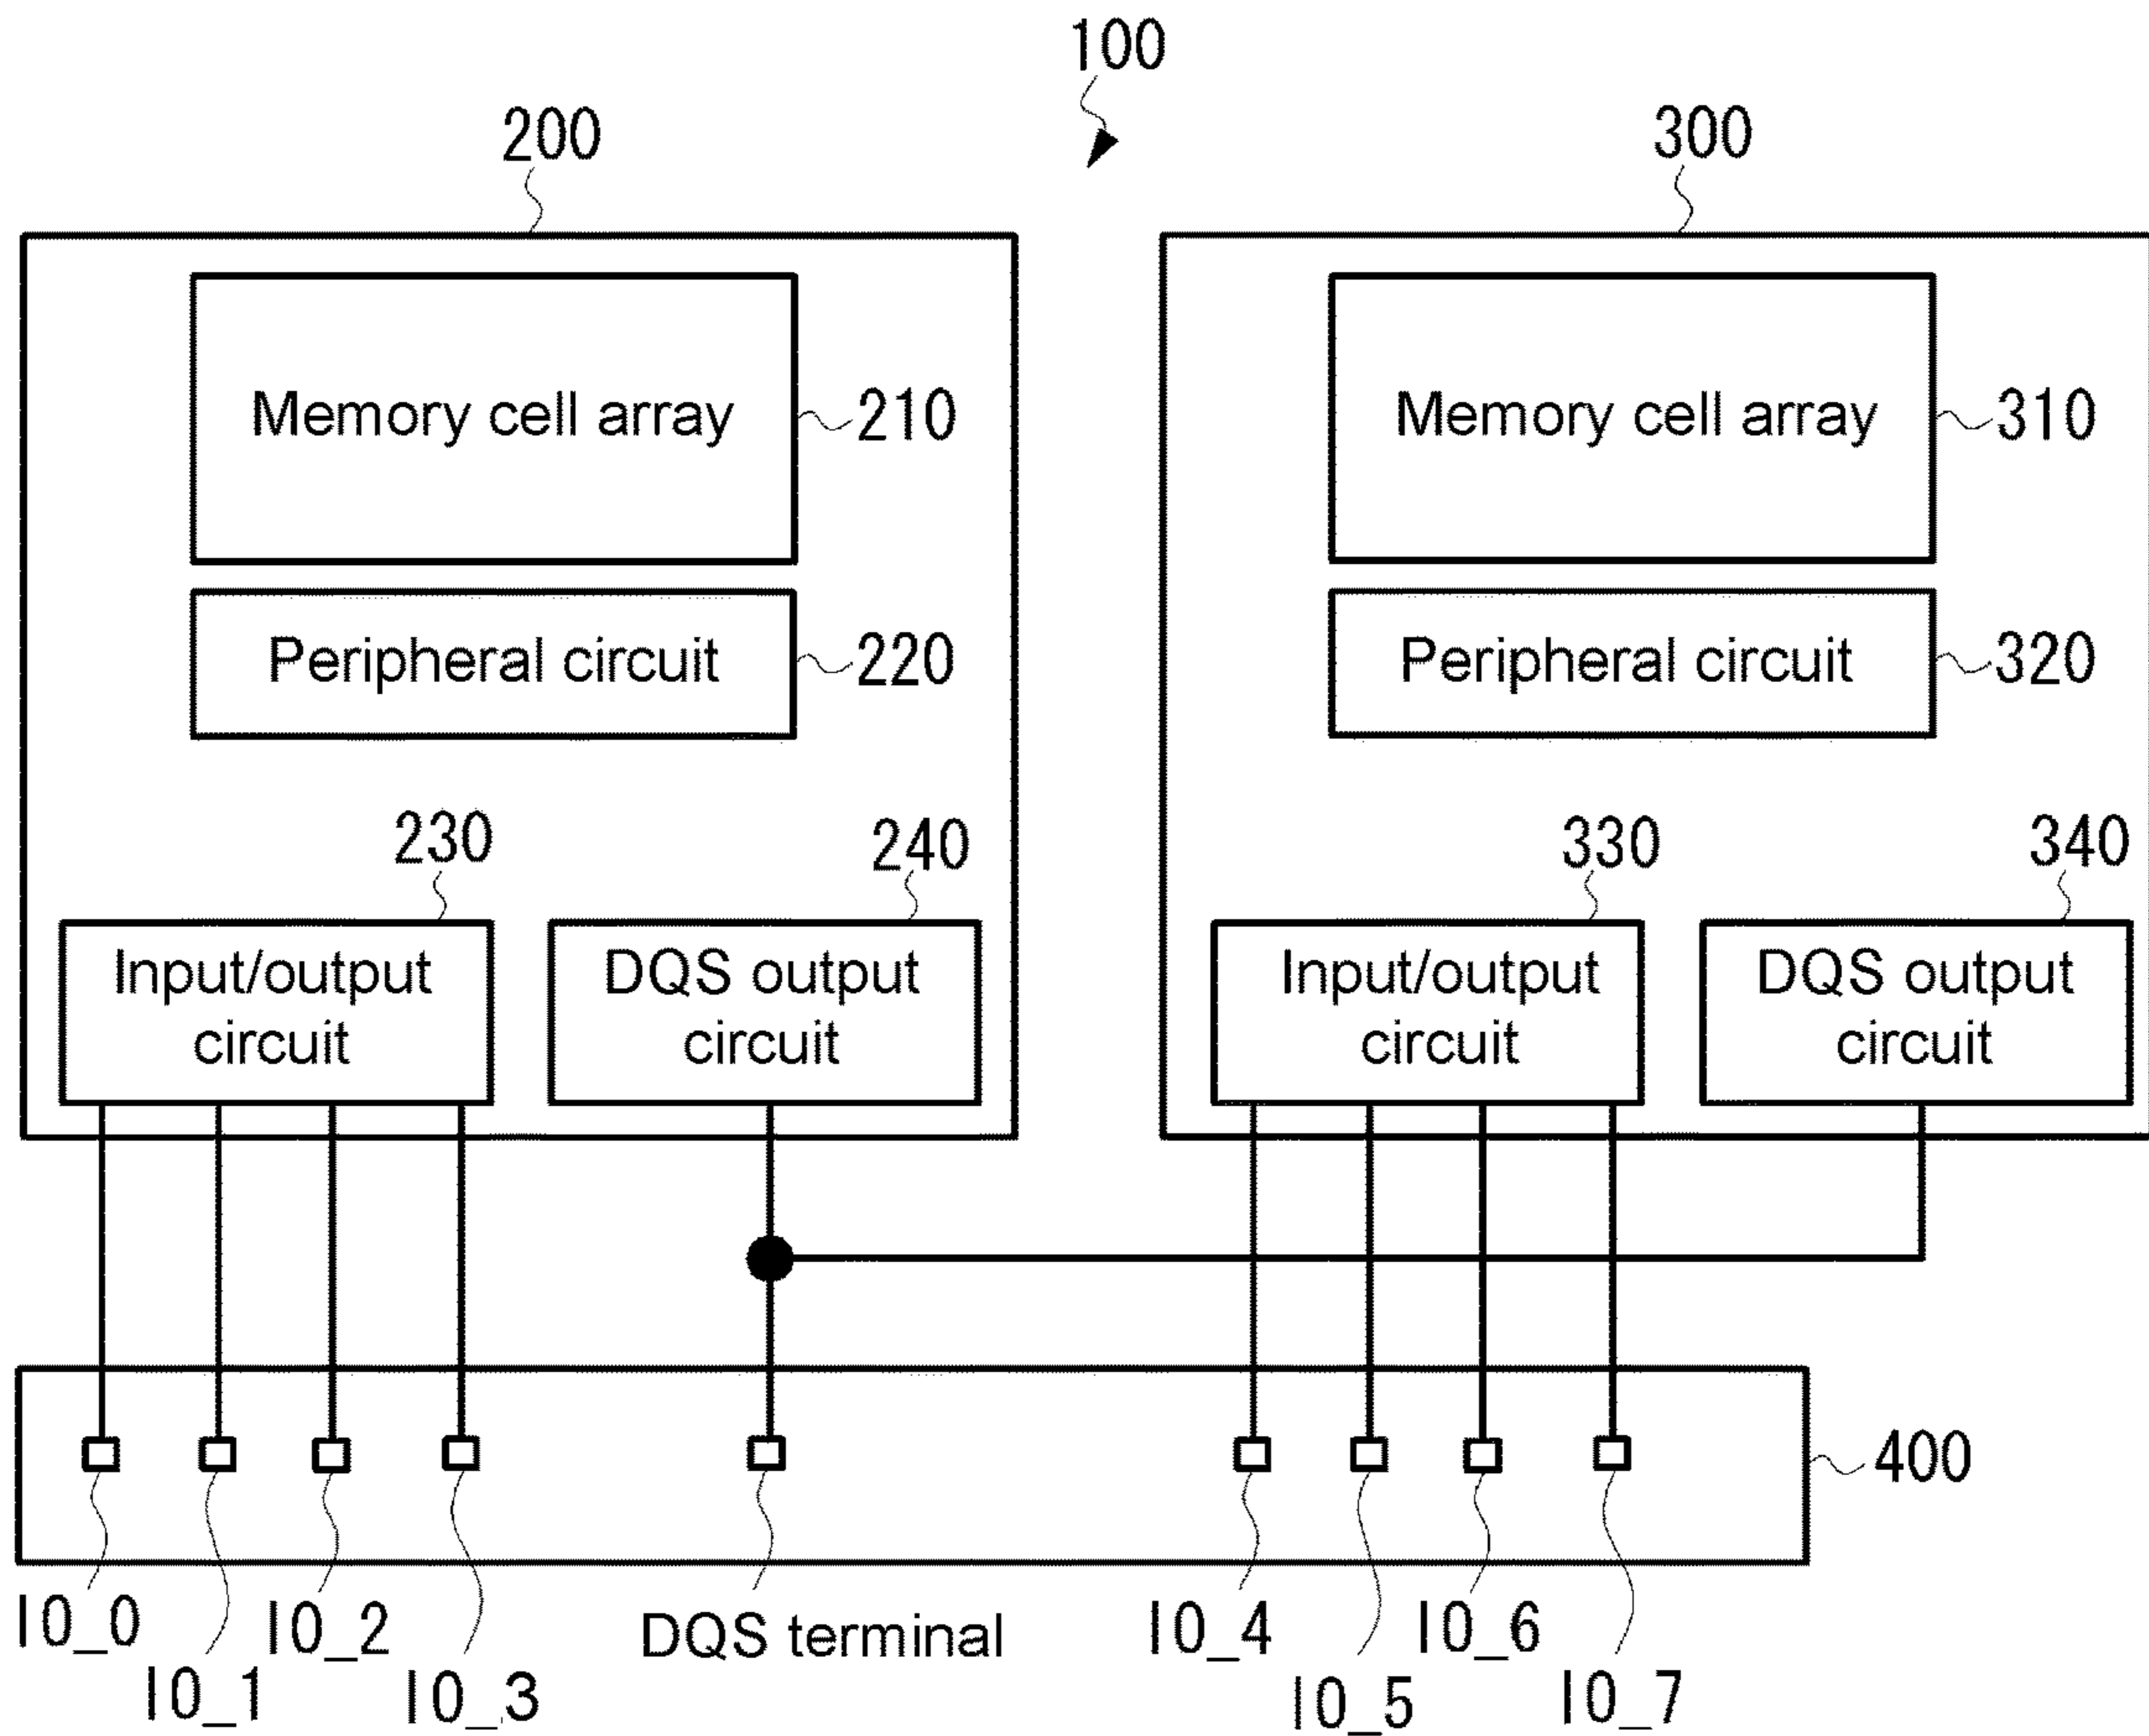 100
200
300
Memory cell array
210
Memory cell array
310
Peripheral circuit
220
Peripheral circuit
320
230
240
330
340
Input/output
circuit
DQS output
circuit
Input/output
circuit
DQS output
circuit
400
IO_0
IO_1
IO_2
IO_3
DQS terminal
IO_4
IO_5
IO_6
IO_7